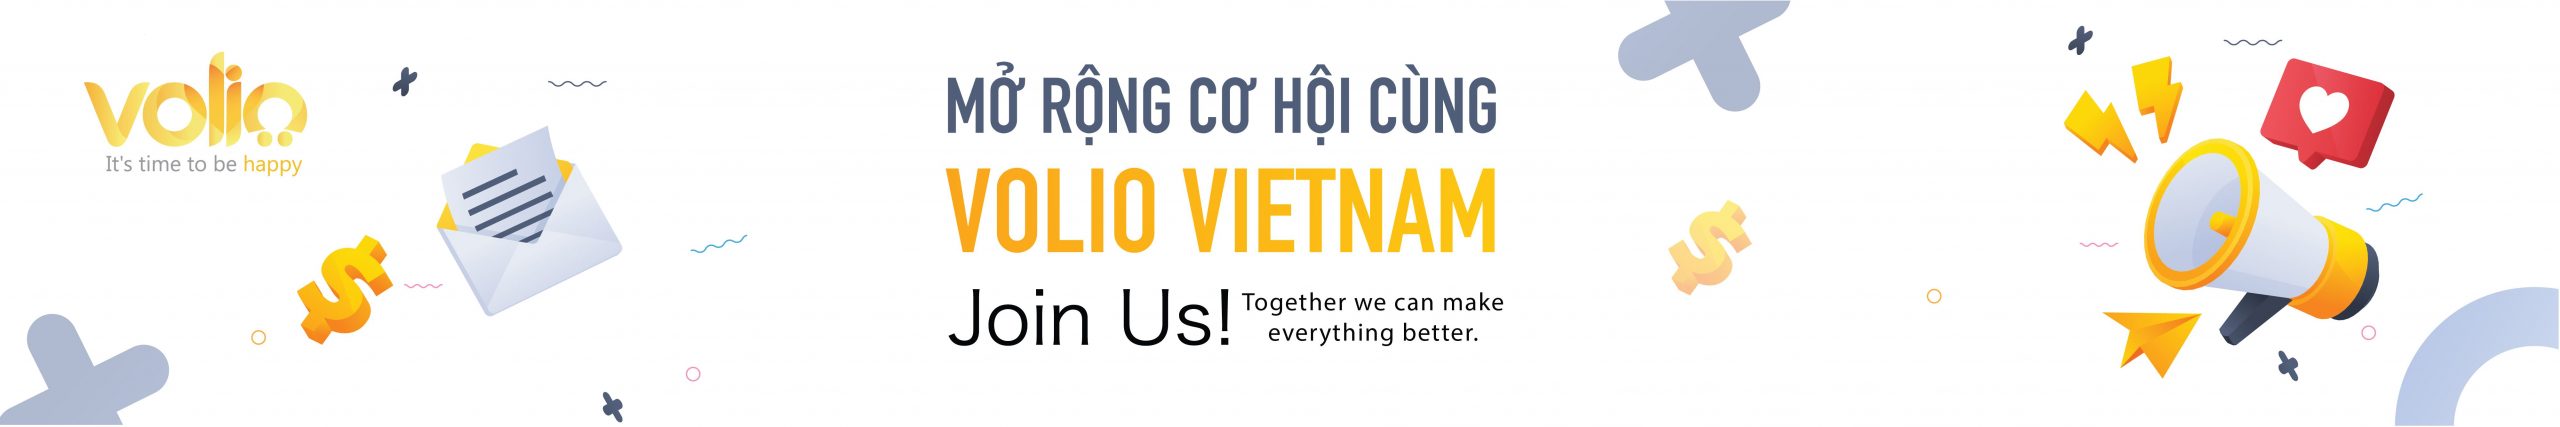 volio
It's time to be happy
MỞ RỘNG CƠ HỘI CÙNG
VOLIO VIETNAM
Join Us!
Together we can make
everything better.